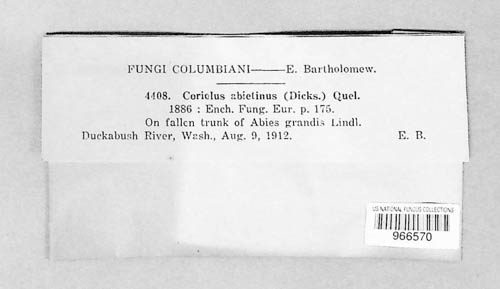 FUNGI COLUMBIANI——E. Bartholomew.
4408. Coriolus abietinus (Dicks.) Quel.
1886 : Ench. Fung. Eur. p. 175.
On fallen trunk of Abies grandis Lindl.
Duckabush River, Wash., Aug. 9, 1912. E. B.
US NATIONAL FUNGUS COLLECTIONS
966570